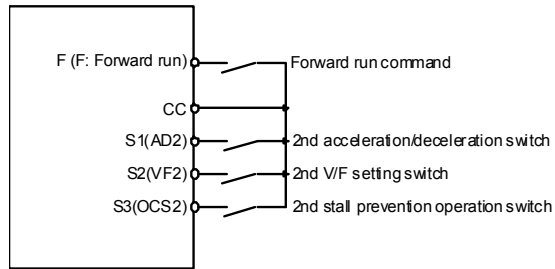 F (F: Forward run) Forward run command
CC
S1(AD2) 2nd acceleration/deceleration switch
S2(VF2) 2nd V/F setting switch
S3(OCS2) 2nd stall prevention operation switch